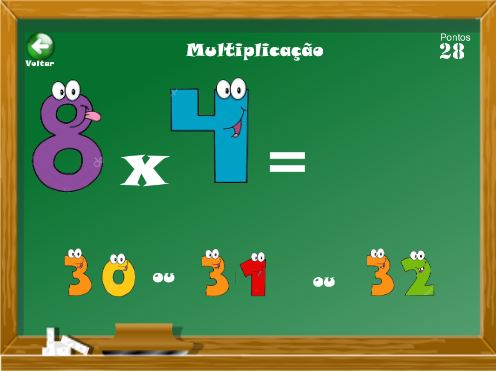 Voltar
Multiplicação
Pontos
28
8 x 4 =
30 ou 31 ou 32